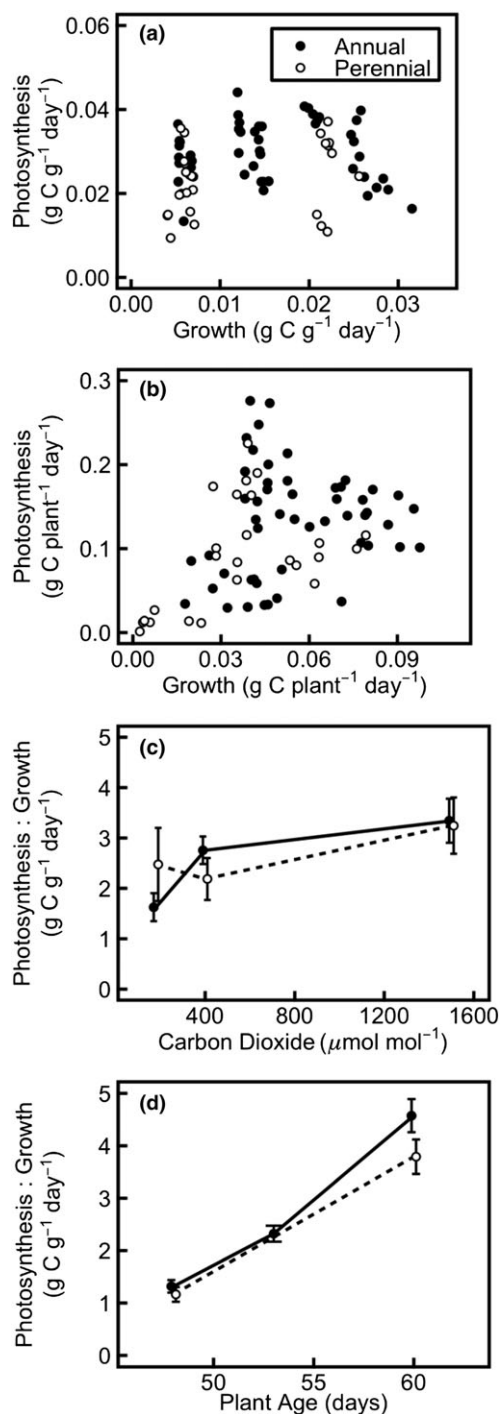 (a)
Annual
Perennial
Photosynthesis
(g C g⁻¹ day⁻¹)
0.06
0.04
0.02
0.00
0.00 0.01 0.02 0.03
Growth (g C g⁻¹ day⁻¹)
(b)
Photosynthesis
(g C plant⁻¹ day⁻¹)
0.3
0.2
0.1
0.0
0.00 0.03 0.06 0.09
Growth (g C plant⁻¹ day⁻¹)
(c)
Photosynthesis : Growth
(g C g⁻¹ day⁻¹)
5
4
3
2
1
0
400 800 1200 1600
Carbon Dioxide (μmol mol⁻¹)
(d)
Photosynthesis : Growth
(g C g⁻¹ day⁻¹)
5
4
3
2
1
0
50 55 60
Plant Age (days)